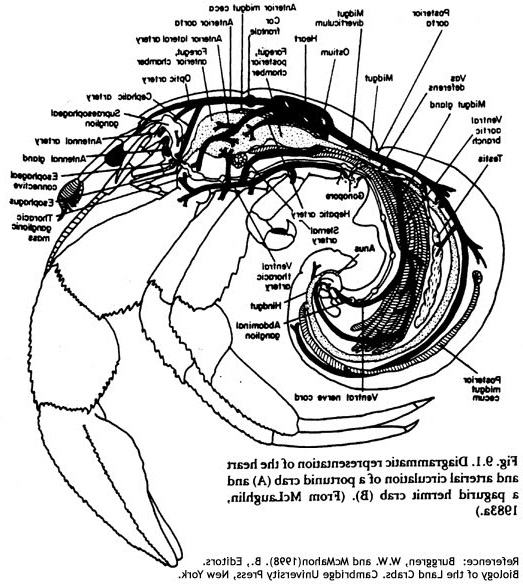 Anterior midgut ceca
Cor
frontale
Anterior aorta
Anterior lateral artery
Foregut,
anterior chamber
Optic artery
Cephalic artery
Supraesophageal
ganglion
Antennal artery
Antennal gland
Esophageal
connective
Esophagus
Thoracic
ganglionic
mass
Foregut,
posterior
chamber
Heart
Ostium
Midgut
diverticulum
Midgut
Posterior
aorta
Vas
deferens
Midgut gland
Ventral
aortic
branch
Testis
Gonopore
Hepatic artery
Sternal
artery
Anus
Ventral
thoracic
artery
Hindgut
Abdominal
ganglion
Ventral nerve cord
Posterior
midgut
cecum
Fig. 9.1. Diagrammatic representation of the heart
and arterial circulation of a portunid crab (A) and
a pagurid hermit crab (B). (From McLaughlin,
1983a.)
Reference: Burggren, W.W. and McMahon(1998). B., Editors.
Biology of the Land Crabs. Cambridge University Press, New York.